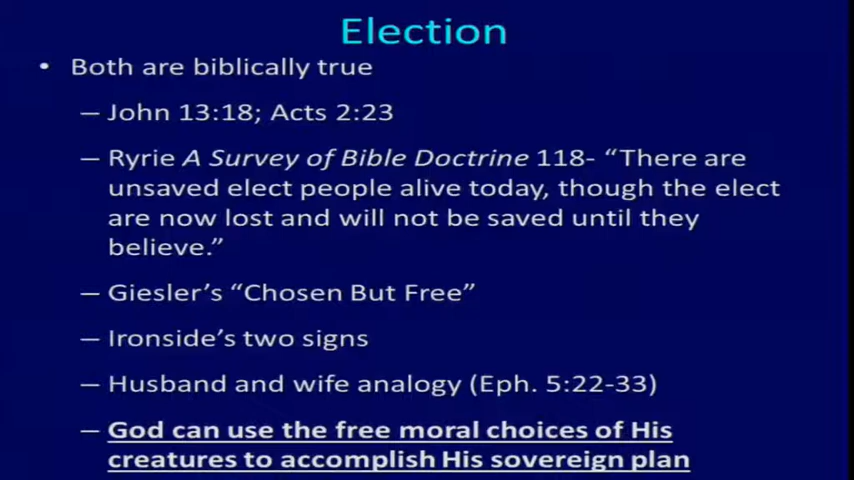 Election
• Both are biblically true
– John 13:18; Acts 2:23
– Ryrie A Survey of Bible Doctrine 118- “There are
unsaved elect people alive today, though the elect
are now lost and will not be saved until they
believe.”
– Giesler’s “Chosen But Free”
– Ironside’s two signs
– Husband and wife analogy (Eph. 5:22-33)
– God can use the free moral choices of His
creatures to accomplish His sovereign plan